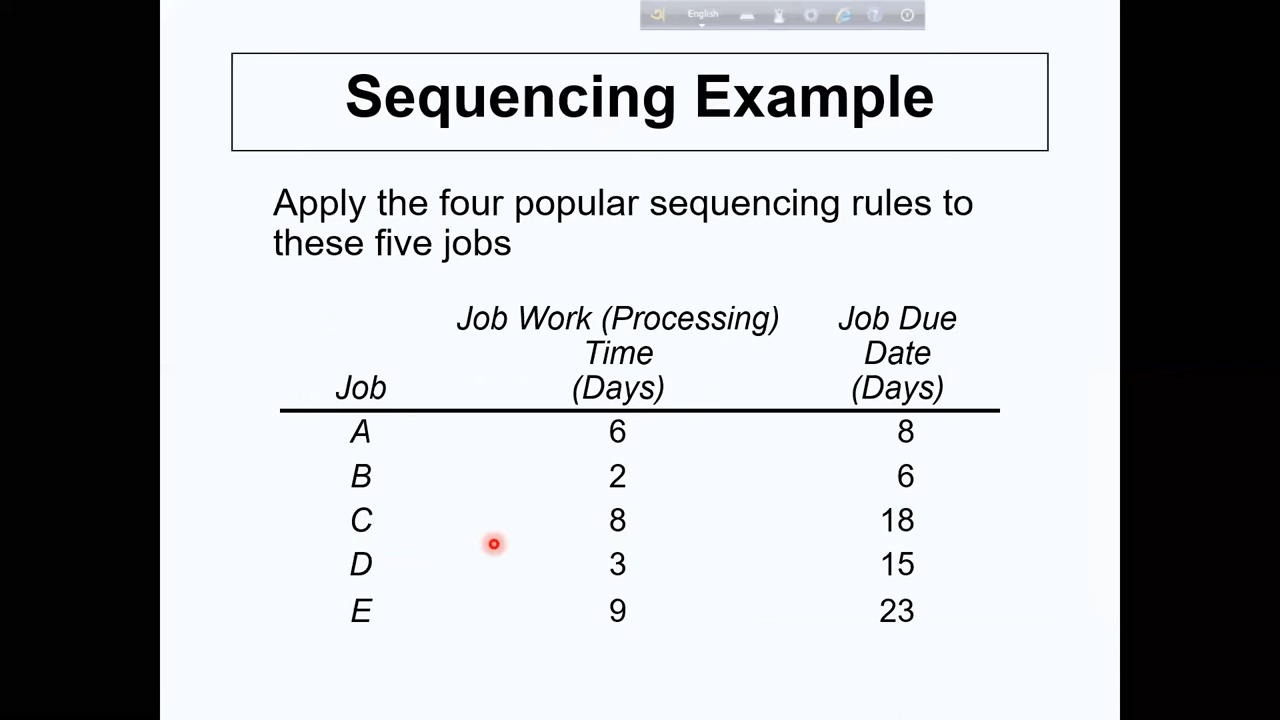 অ English
Sequencing Example
Apply the four popular sequencing rules to
these five jobs
Job Work (Processing) Job Due
Time Date
Job (Days) (Days)
A 6 8
B 2 6
C 8 18
D 3 15
E 9 23